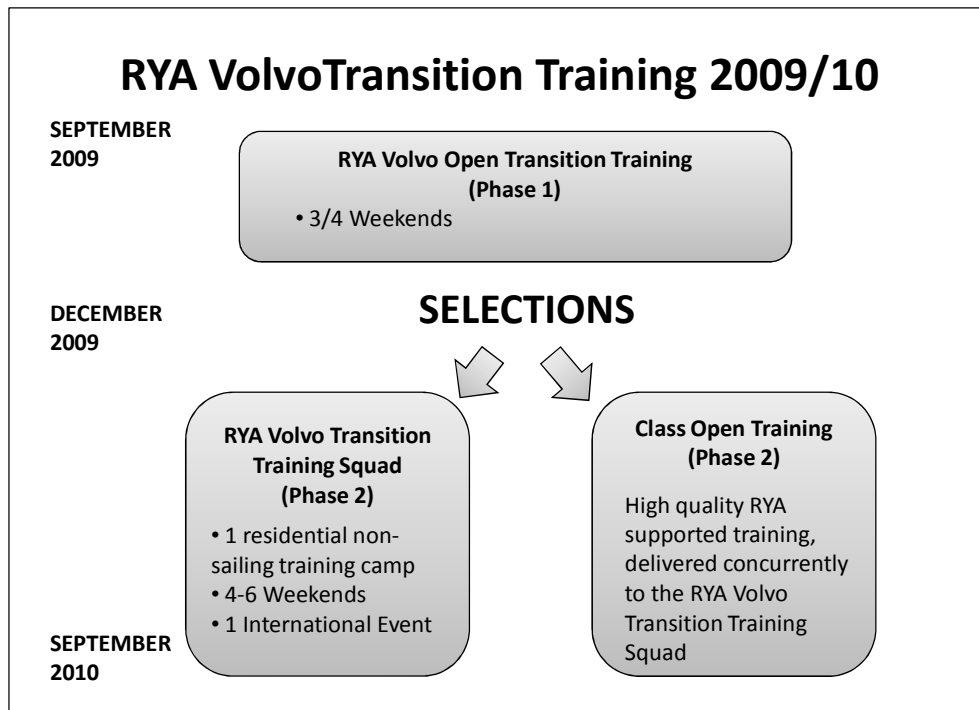 RYA VolvoTransition Training 2009/10
SEPTEMBER
2009
RYA Volvo Open Transition Training
(Phase 1)
• 3/4 Weekends
DECEMBER
2009
SELECTIONS
RYA Volvo Transition
Training Squad
(Phase 2)
• 1 residential non-
sailing training camp
• 4-6 Weekends
• 1 International Event
Class Open Training
(Phase 2)
High quality RYA
supported training,
delivered concurrently
to the RYA Volvo
Transition Training
Squad
SEPTEMBER
2010